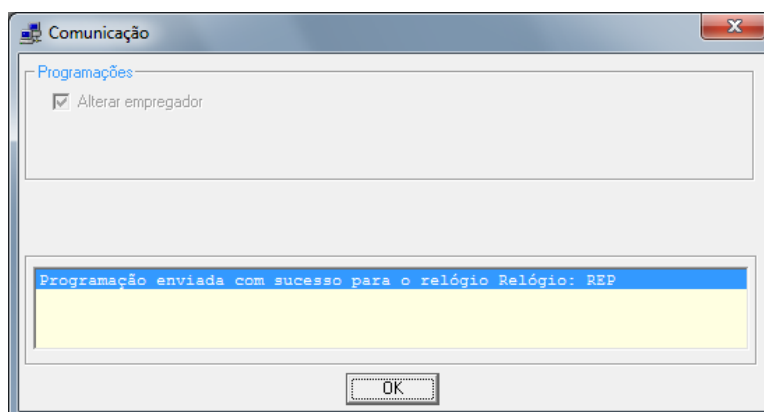 Comunicação
Programações
Alterar empregador
Programação enviada com sucesso para o relógio Relógio: REP
OK